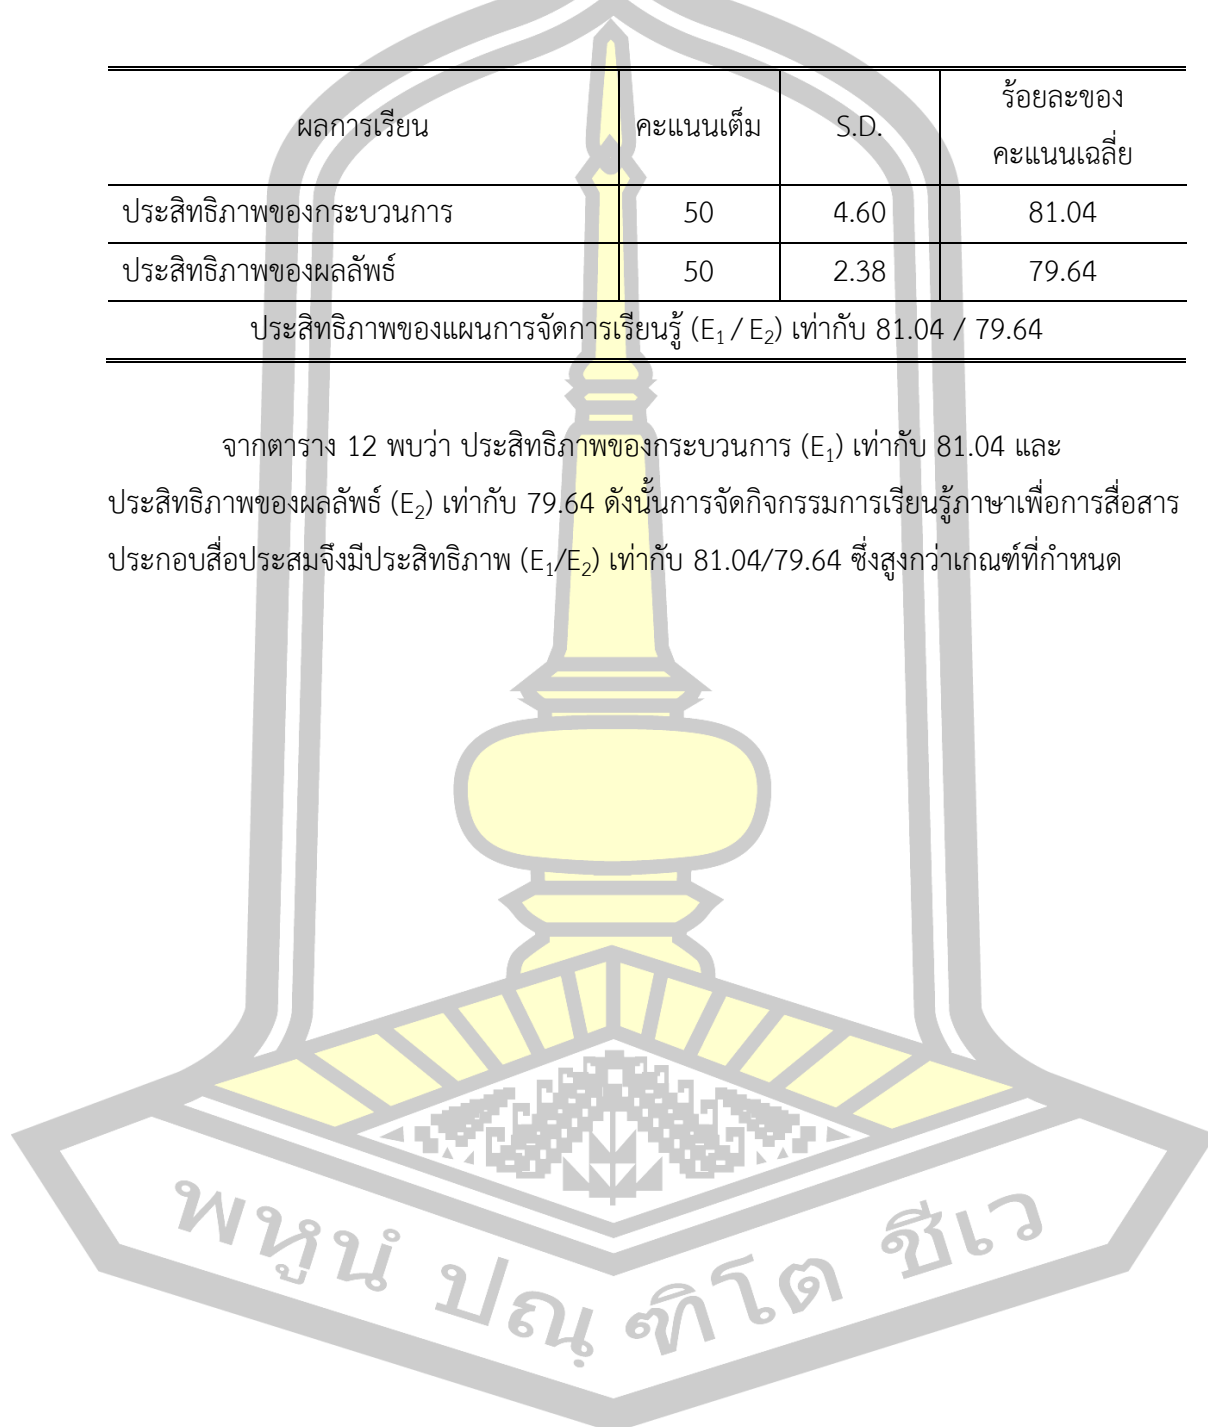 ผลการเรียน คะแนนเต็ม S.D. ร้อยละของ
คะแนนเฉลี่ย
ประสิทธิภาพของกระบวนการ 50 4.60 81.04
ประสิทธิภาพของผลลัพธ์ 50 2.38 79.64
ประสิทธิภาพของแผนการจัดการเรียนรู้ (E₁ / E₂) เท่ากับ 81.04 / 79.64
จากตาราง 12 พบว่า ประสิทธิภาพของกระบวนการ (E₁) เท่ากับ 81.04 และ
ประสิทธิภาพของผลลัพธ์ (E₂) เท่ากับ 79.64 ดังนั้นการจัดกิจกรรมการเรียนรู้ภาษาเพื่อการสื่อสาร
ประกอบสื่อประสมจึงมีประสิทธิภาพ (E₁/E₂) เท่ากับ 81.04/79.64 ซึ่งสูงกว่าเกณฑ์ที่กำหนด
พหูนํ ปณฺฑิโต ชีเว